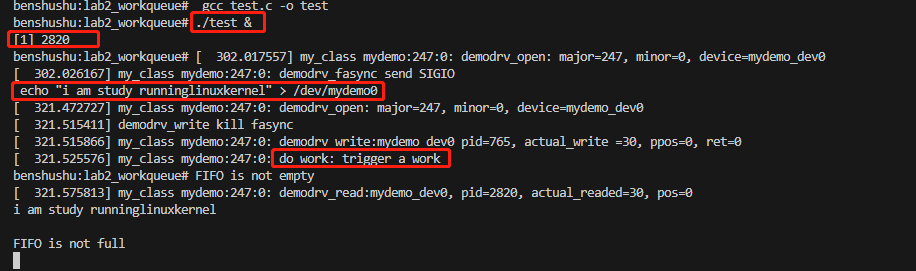 benshushu:lab2_workqueue#  gcc test.c -o test
benshushu:lab2_workqueue# ./test &
[1] 2820
benshushu:lab2_workqueue# [  302.017557] my_class mydemo:247:0: demodrv_open: major=247, minor=0, device=mydemo_dev0
[  302.026167] my_class mydemo:247:0: demodrv_fasync send SIGIO
 echo "i am study runninglinuxkernel" > /dev/mydemo0
[  321.472727] my_class mydemo:247:0: demodrv_open: major=247, minor=0, device=mydemo_dev0
[  321.515411] demodrv_write kill fasync
[  321.515866] my_class mydemo:247:0: demodrv_write:mydemo_dev0 pid=765, actual_write =30, ppos=0, ret=0
[  321.525576] my_class mydemo:247:0: do work: trigger a work
benshushu:lab2_workqueue# FIFO is not empty
[  321.575813] my_class mydemo:247:0: demodrv_read:mydemo_dev0, pid=2820, actual_readed=30, pos=0
i am study runninglinuxkernel
FIFO is not full